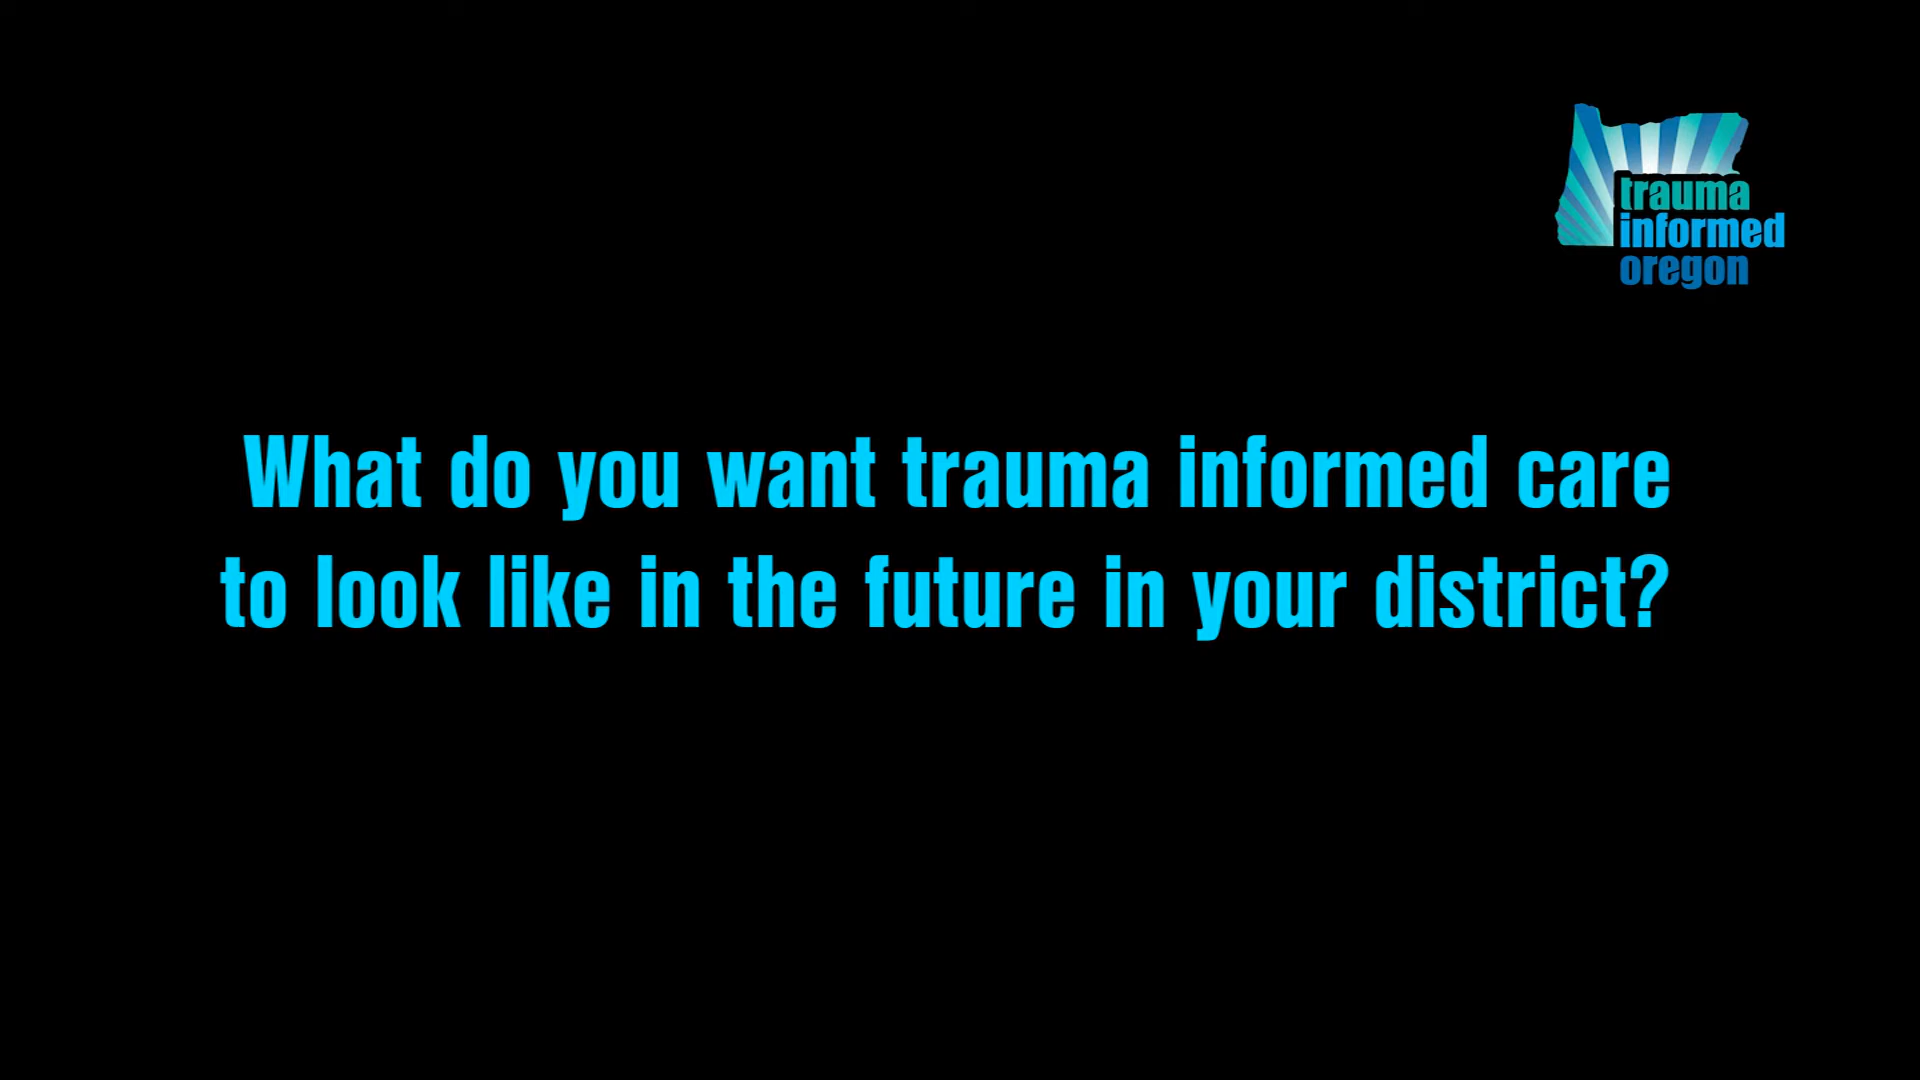 trauma
informed
oregon
What do you want trauma informed care
to look like in the future in your district?